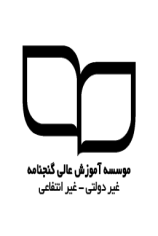 موسسه آموزش عالی گنجنامه
غیر دولتی - غیر انتفاعی